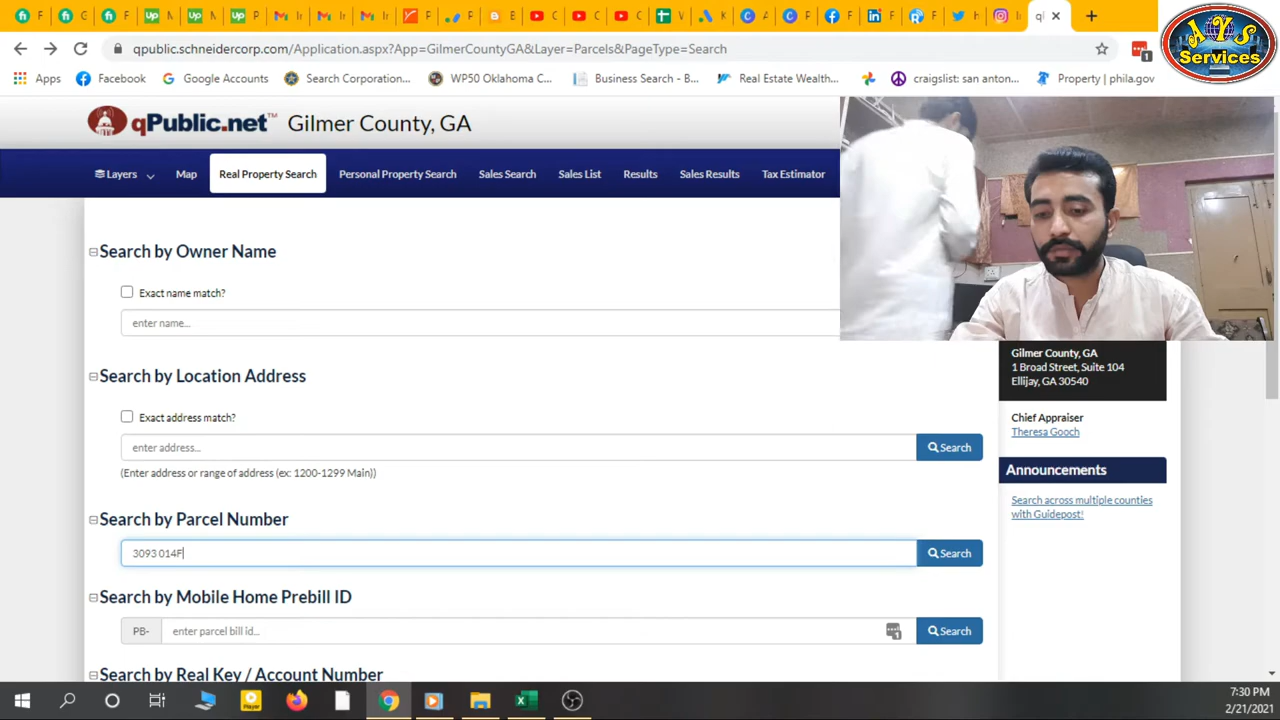 qpublic.schneidercorp.com/Application.aspx?App=GilmerCountyGA&Layer=Parcels&PageType=Search
Apps
Facebook
Google Accounts
Search Corporation...
WP50 Oklahoma C...
Business Search - B...
Real Estate Wealth...
craigslist: san anton...
Property | phila.gov
AYS
Services
qPublic.net™ Gilmer County, GA
Layers
Map
Real Property Search
Personal Property Search
Sales Search
Sales List
Results
Sales Results
Tax Estimator
Search by Owner Name
Exact name match?
enter name...
Search by Location Address
Exact address match?
enter address...
Search
(Enter address or range of address (ex: 1200-1299 Main))
Search by Parcel Number
3093 014F
Search
Search by Mobile Home Prebill ID
PB-
enter parcel bill id...
Search
Search by Real Key / Account Number
Gilmer County, GA
1 Broad Street, Suite 104
Ellijay, GA 30540
Chief Appraiser
Theresa Gooch
Announcements
Search across multiple counties
with Guidepost!
7:30 PM
2/21/2021